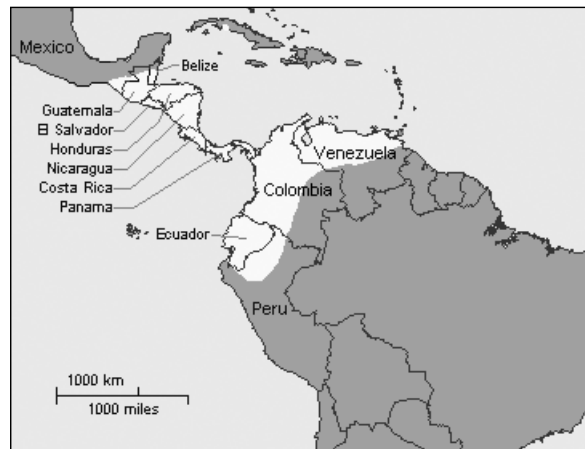 Mexico
Belize
Guatemala
El Salvador
Honduras
Nicaragua
Costa Rica
Panama
Venezuela
Colombia
Ecuador
Peru
1000 km
1000 miles